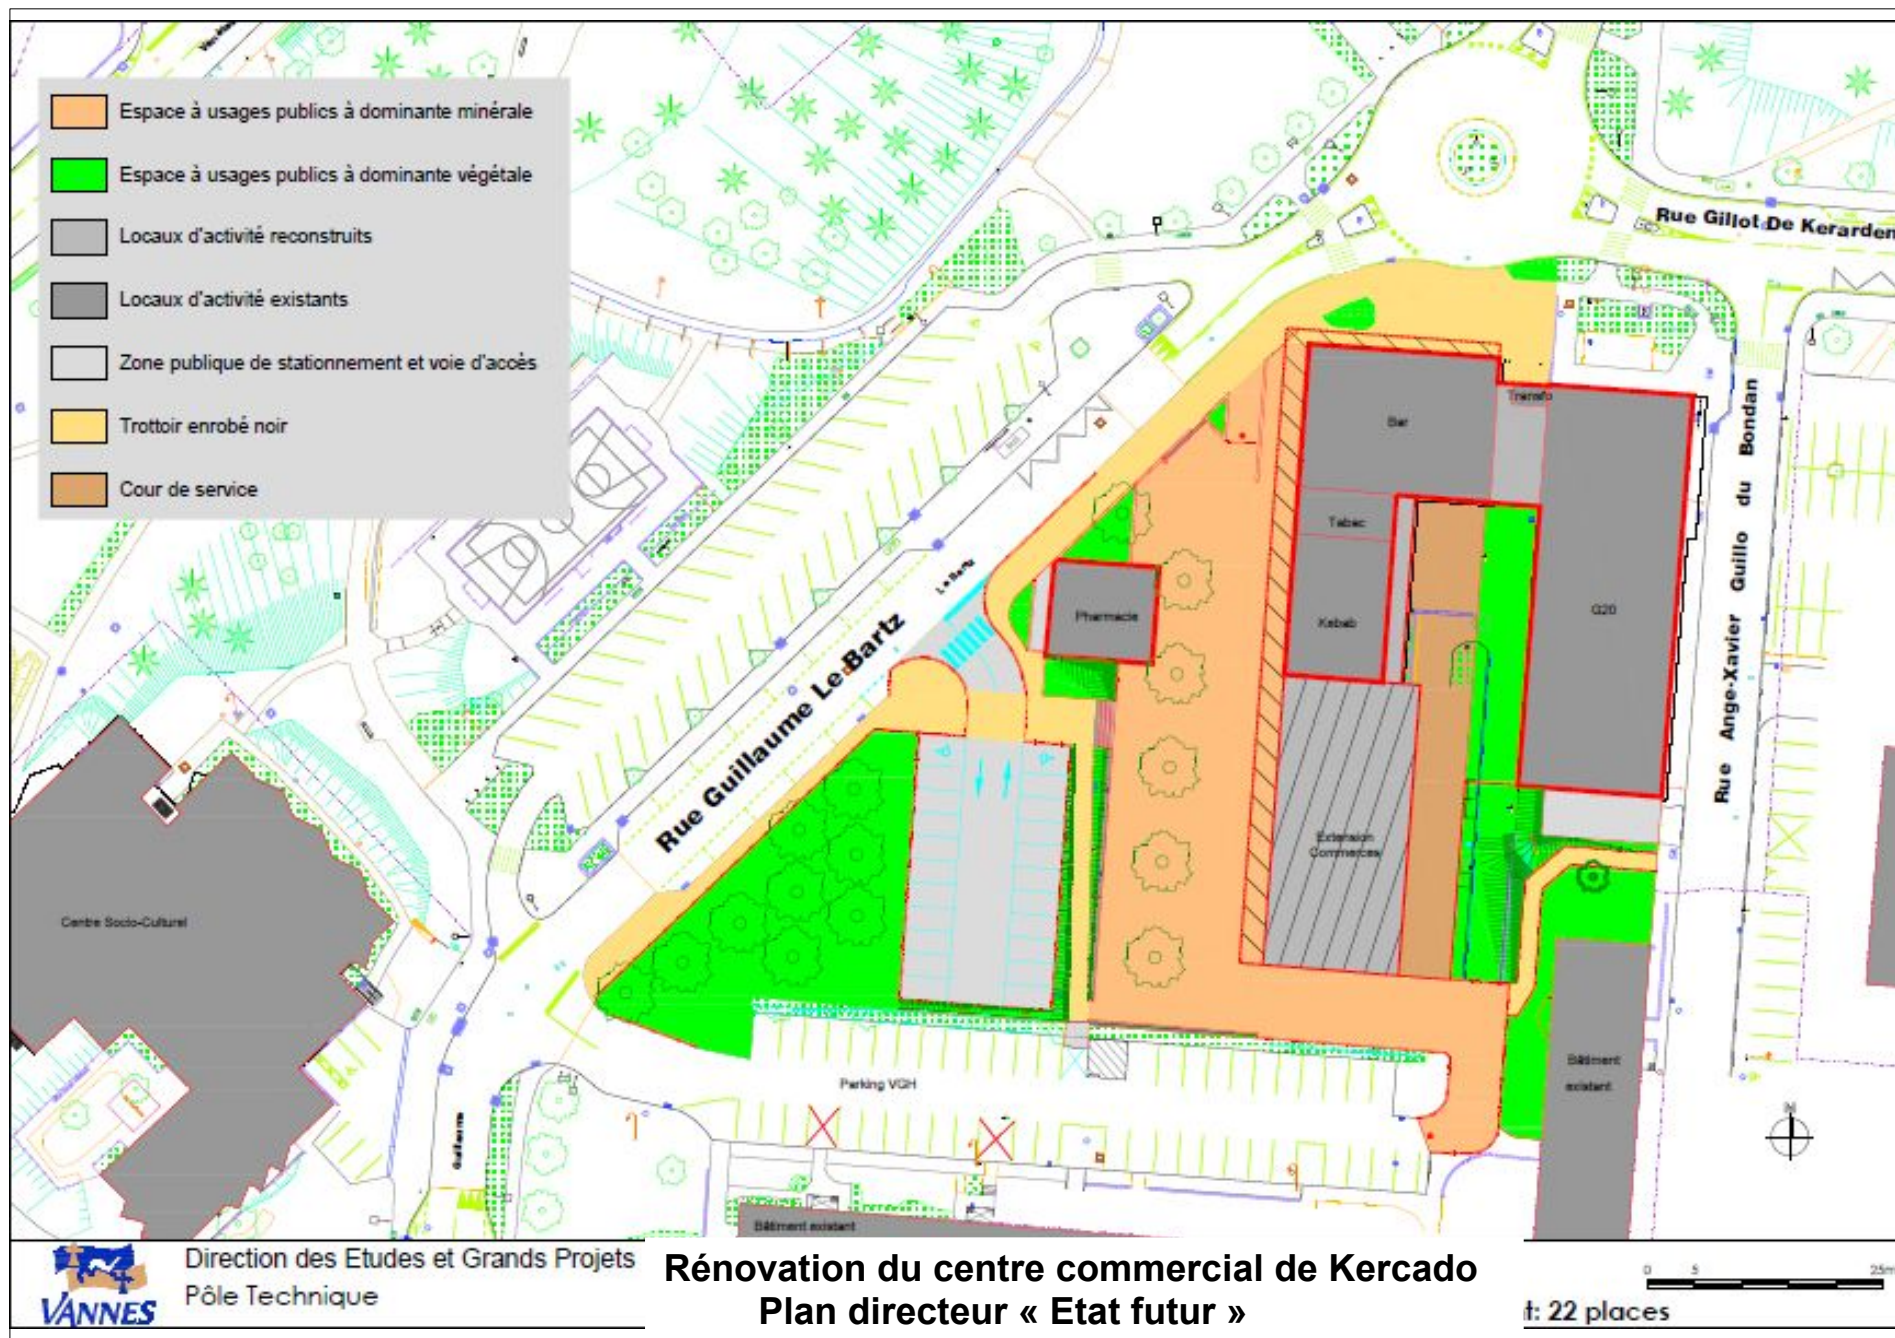 Espace à usages publics à dominante minérale
Espace à usages publics à dominante végétale
Locaux d'activité reconstruits
Locaux d'activité existants
Zone publique de stationnement et voie d'accès
Trottoir enrobé noir
Cour de service
Rue Gillot De Kerarden
Rue Ange-Xavier Guillo du Bondan
Rue Guillaume Le Bartz
Le Bartz
Guillaume
Bar
Transfo
Tabac
Kebab
G20
Pharmacie
Extension
Commerces
Centre Socio-Culturel
Parking VGH
Bâtiment
existant
Bâtiment existant
N
VANNES
Direction des Etudes et Grands Projets
Pôle Technique
Rénovation du centre commercial de Kercado
Plan directeur « Etat futur »
0 5 25m
t: 22 places